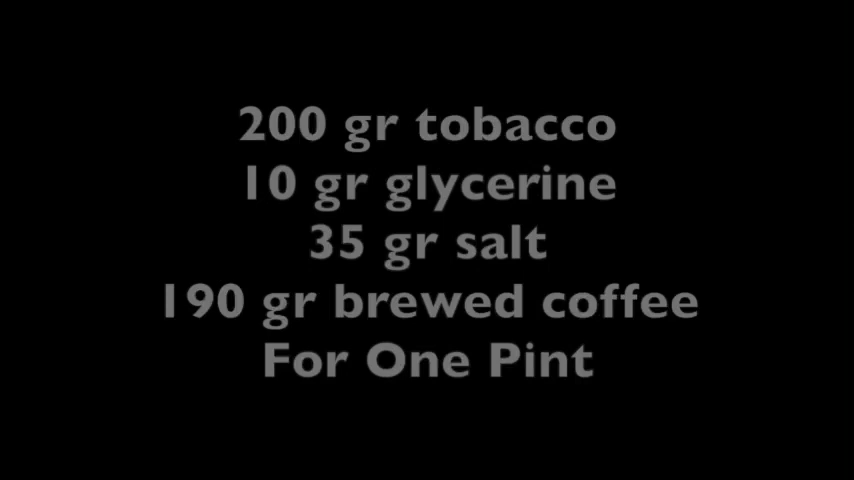 200 gr tobacco
10 gr glycerine
35 gr salt
190 gr brewed coffee
For One Pint